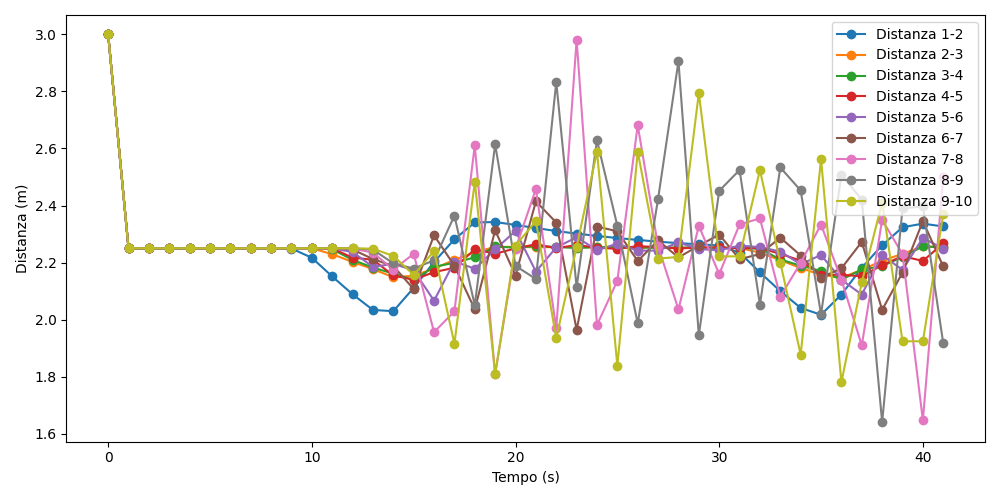 3.0
2.8
2.6
2.4
2.2
2.0
1.8
1.6
Distanza (m)
0
10
20
30
40
Tempo (s)
Distanza 1-2
Distanza 2-3
Distanza 3-4
Distanza 4-5
Distanza 5-6
Distanza 6-7
Distanza 7-8
Distanza 8-9
Distanza 9-10